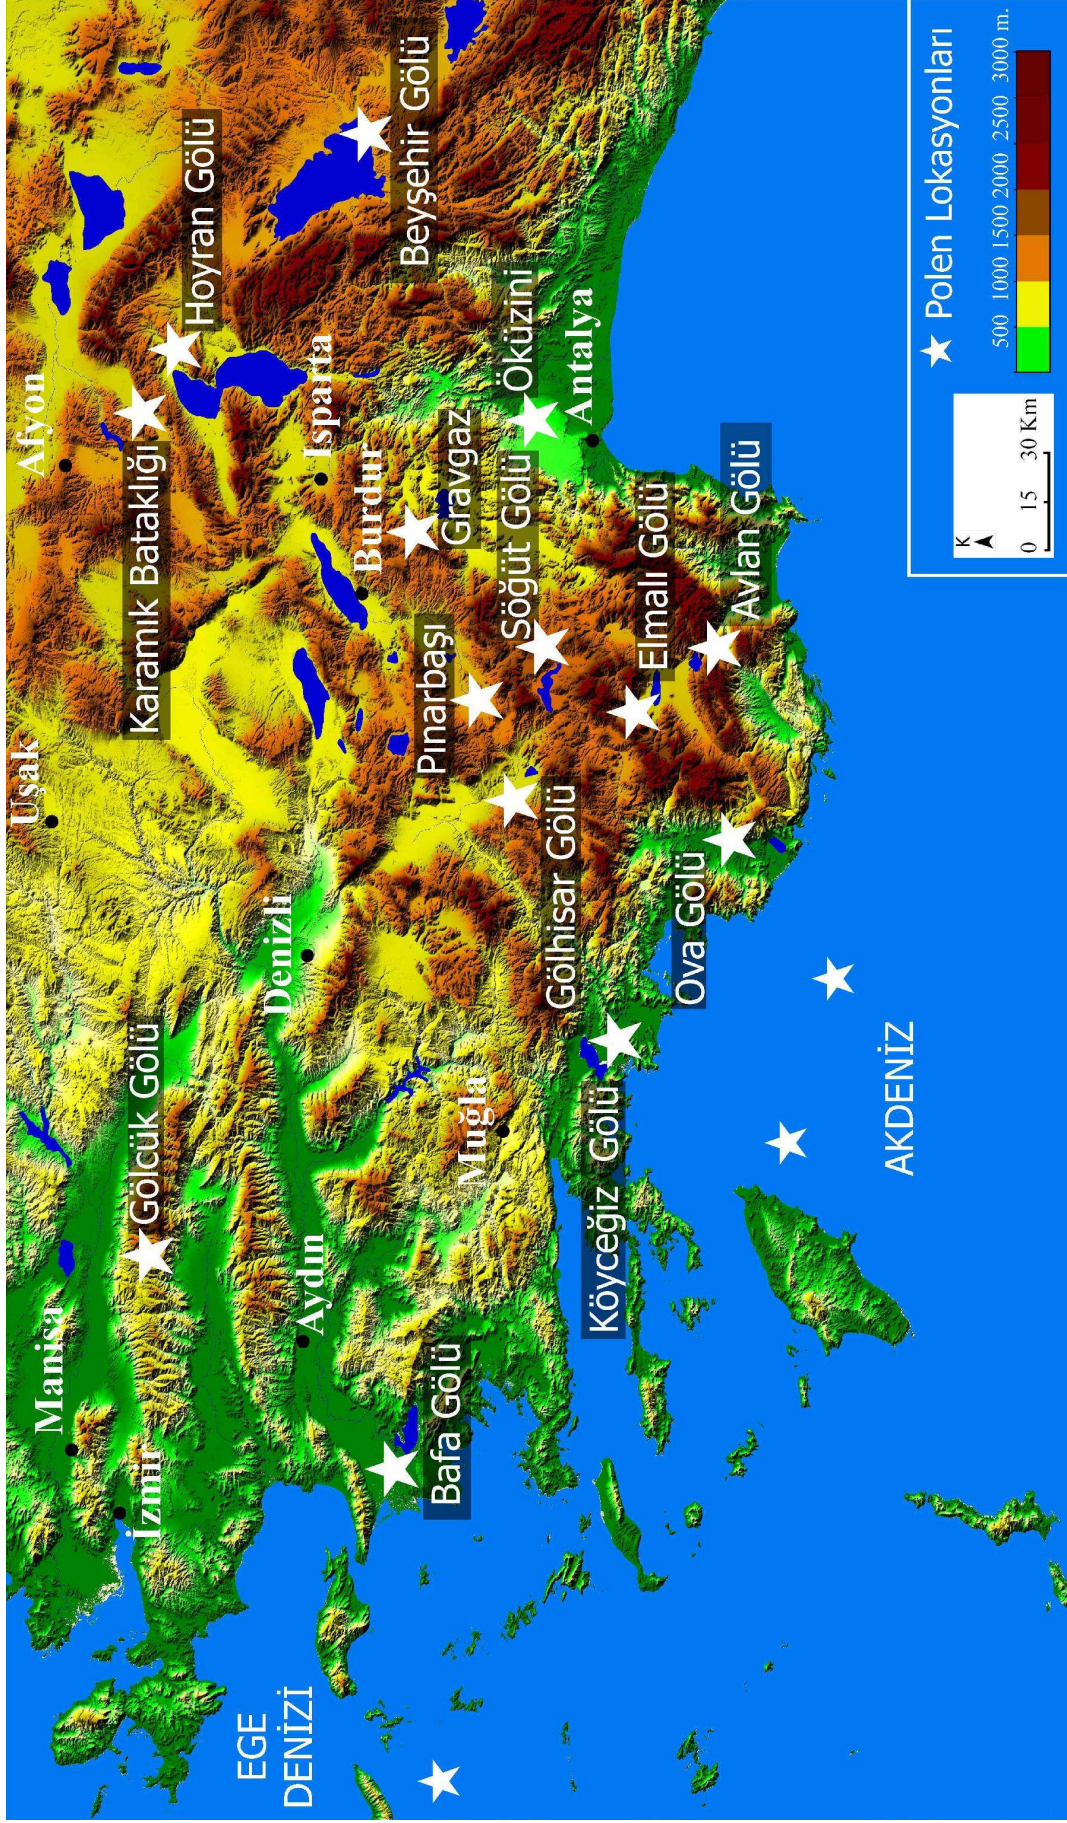 Afyon
Uşak
Manisa
İzmir
Karamık Bataklığı
Hoyran Gölü
Gölcük Gölü
Isparta
Denizli
Aydın
EGE
DENİZİ
Burdur
Beyşehir Gölü
Bafa Gölü
Pınarbaşı
Gravgaz
Muğla
Söğüt Gölü
Öküzini
Gölhisar Gölü
Antalya
Köyceğiz Gölü
Elmalı Gölü
Ova Gölü
Avlan Gölü
AKDENİZ
Polen Lokasyonları
K
0 15 30 Km
500 1000 1500 2000 2500 3000 m.